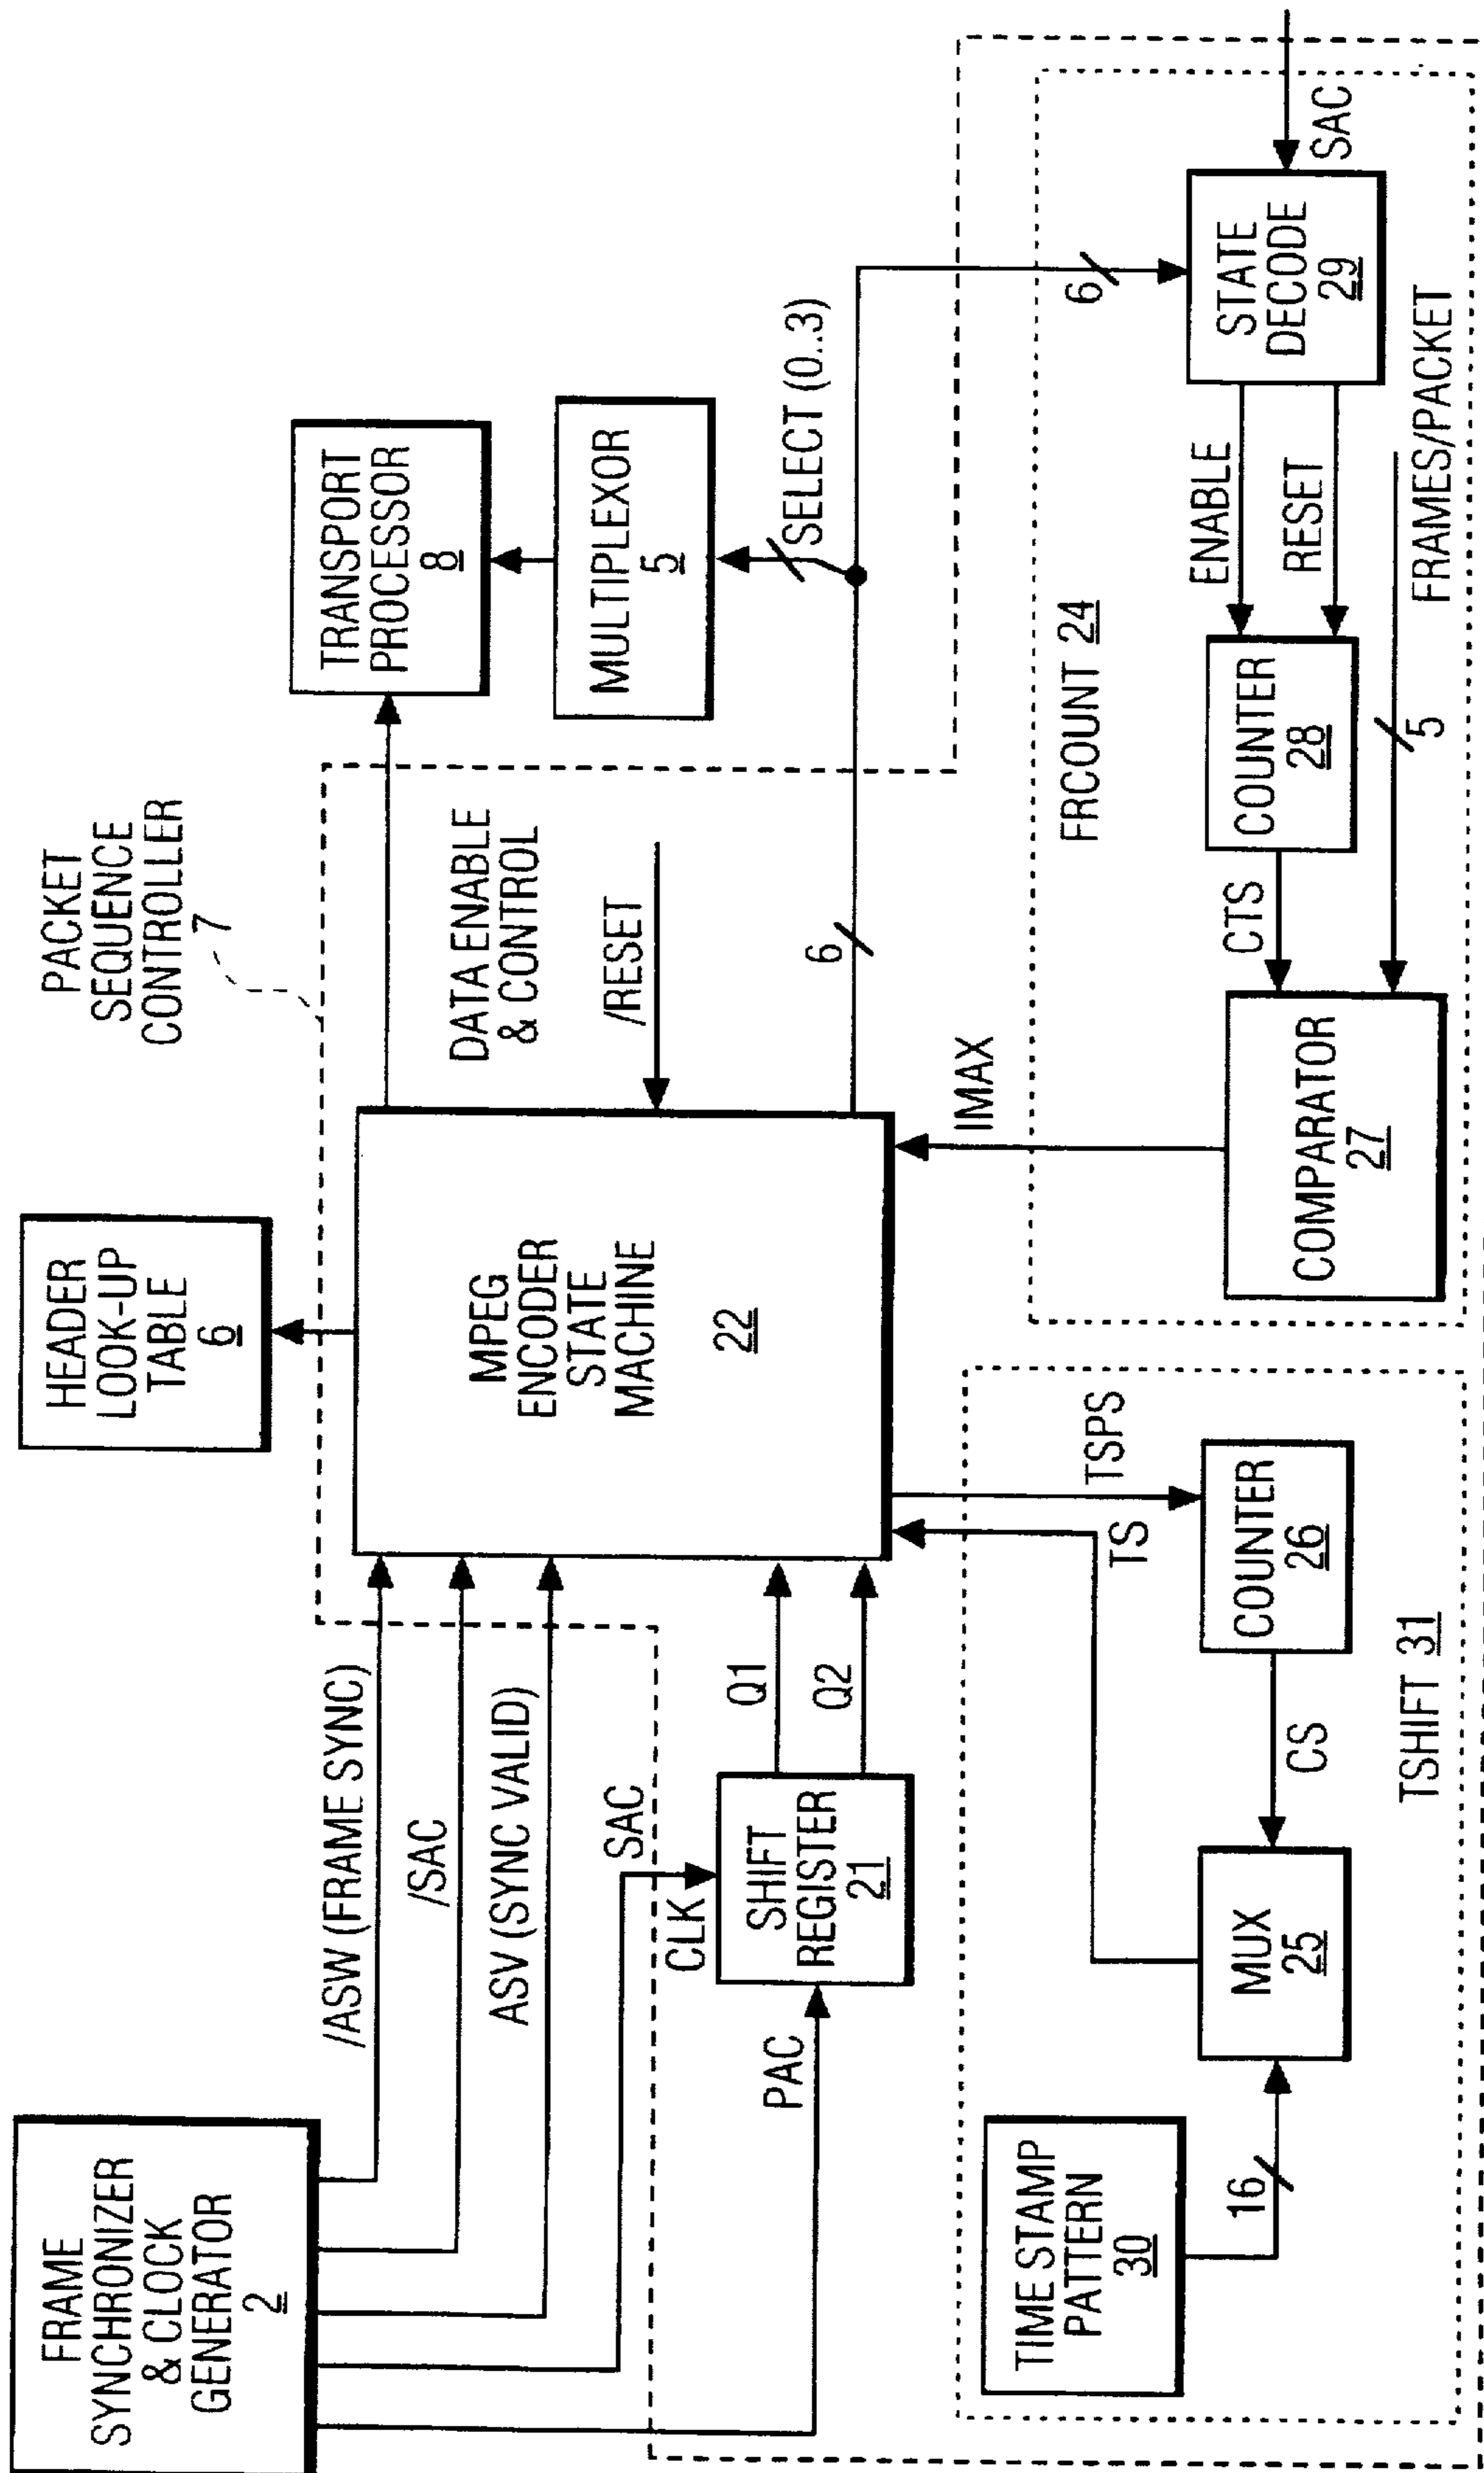 FRAME
SYNCHRONIZER
& CLOCK
GENERATOR
2
/ASW (FRAME SYNC)
/SAC
ASV (SYNC VALID)
SAC
CLK
PAC
SHIFT
REGISTER
21
Q1
Q2
HEADER
LOOK-UP
TABLE
6
PACKET
SEQUENCE
CONTROLLER
7
MPEG
ENCODER
STATE
MACHINE
22
DATA ENABLE
& CONTROL
/RESET
6
TRANSPORT
PROCESSOR
8
MULTIPLEXOR
5
SELECT (0..3)
TIME STAMP
PATTERN
30
16
MUX
25
CS
COUNTER
26
TS
TSPS
TSHIFT 31
IMAX
FRCOUNT 24
COMPARATOR
27
CTS
COUNTER
28
ENABLE
RESET
5
FRAMES/PACKET
6
STATE
DECODE
29
SAC